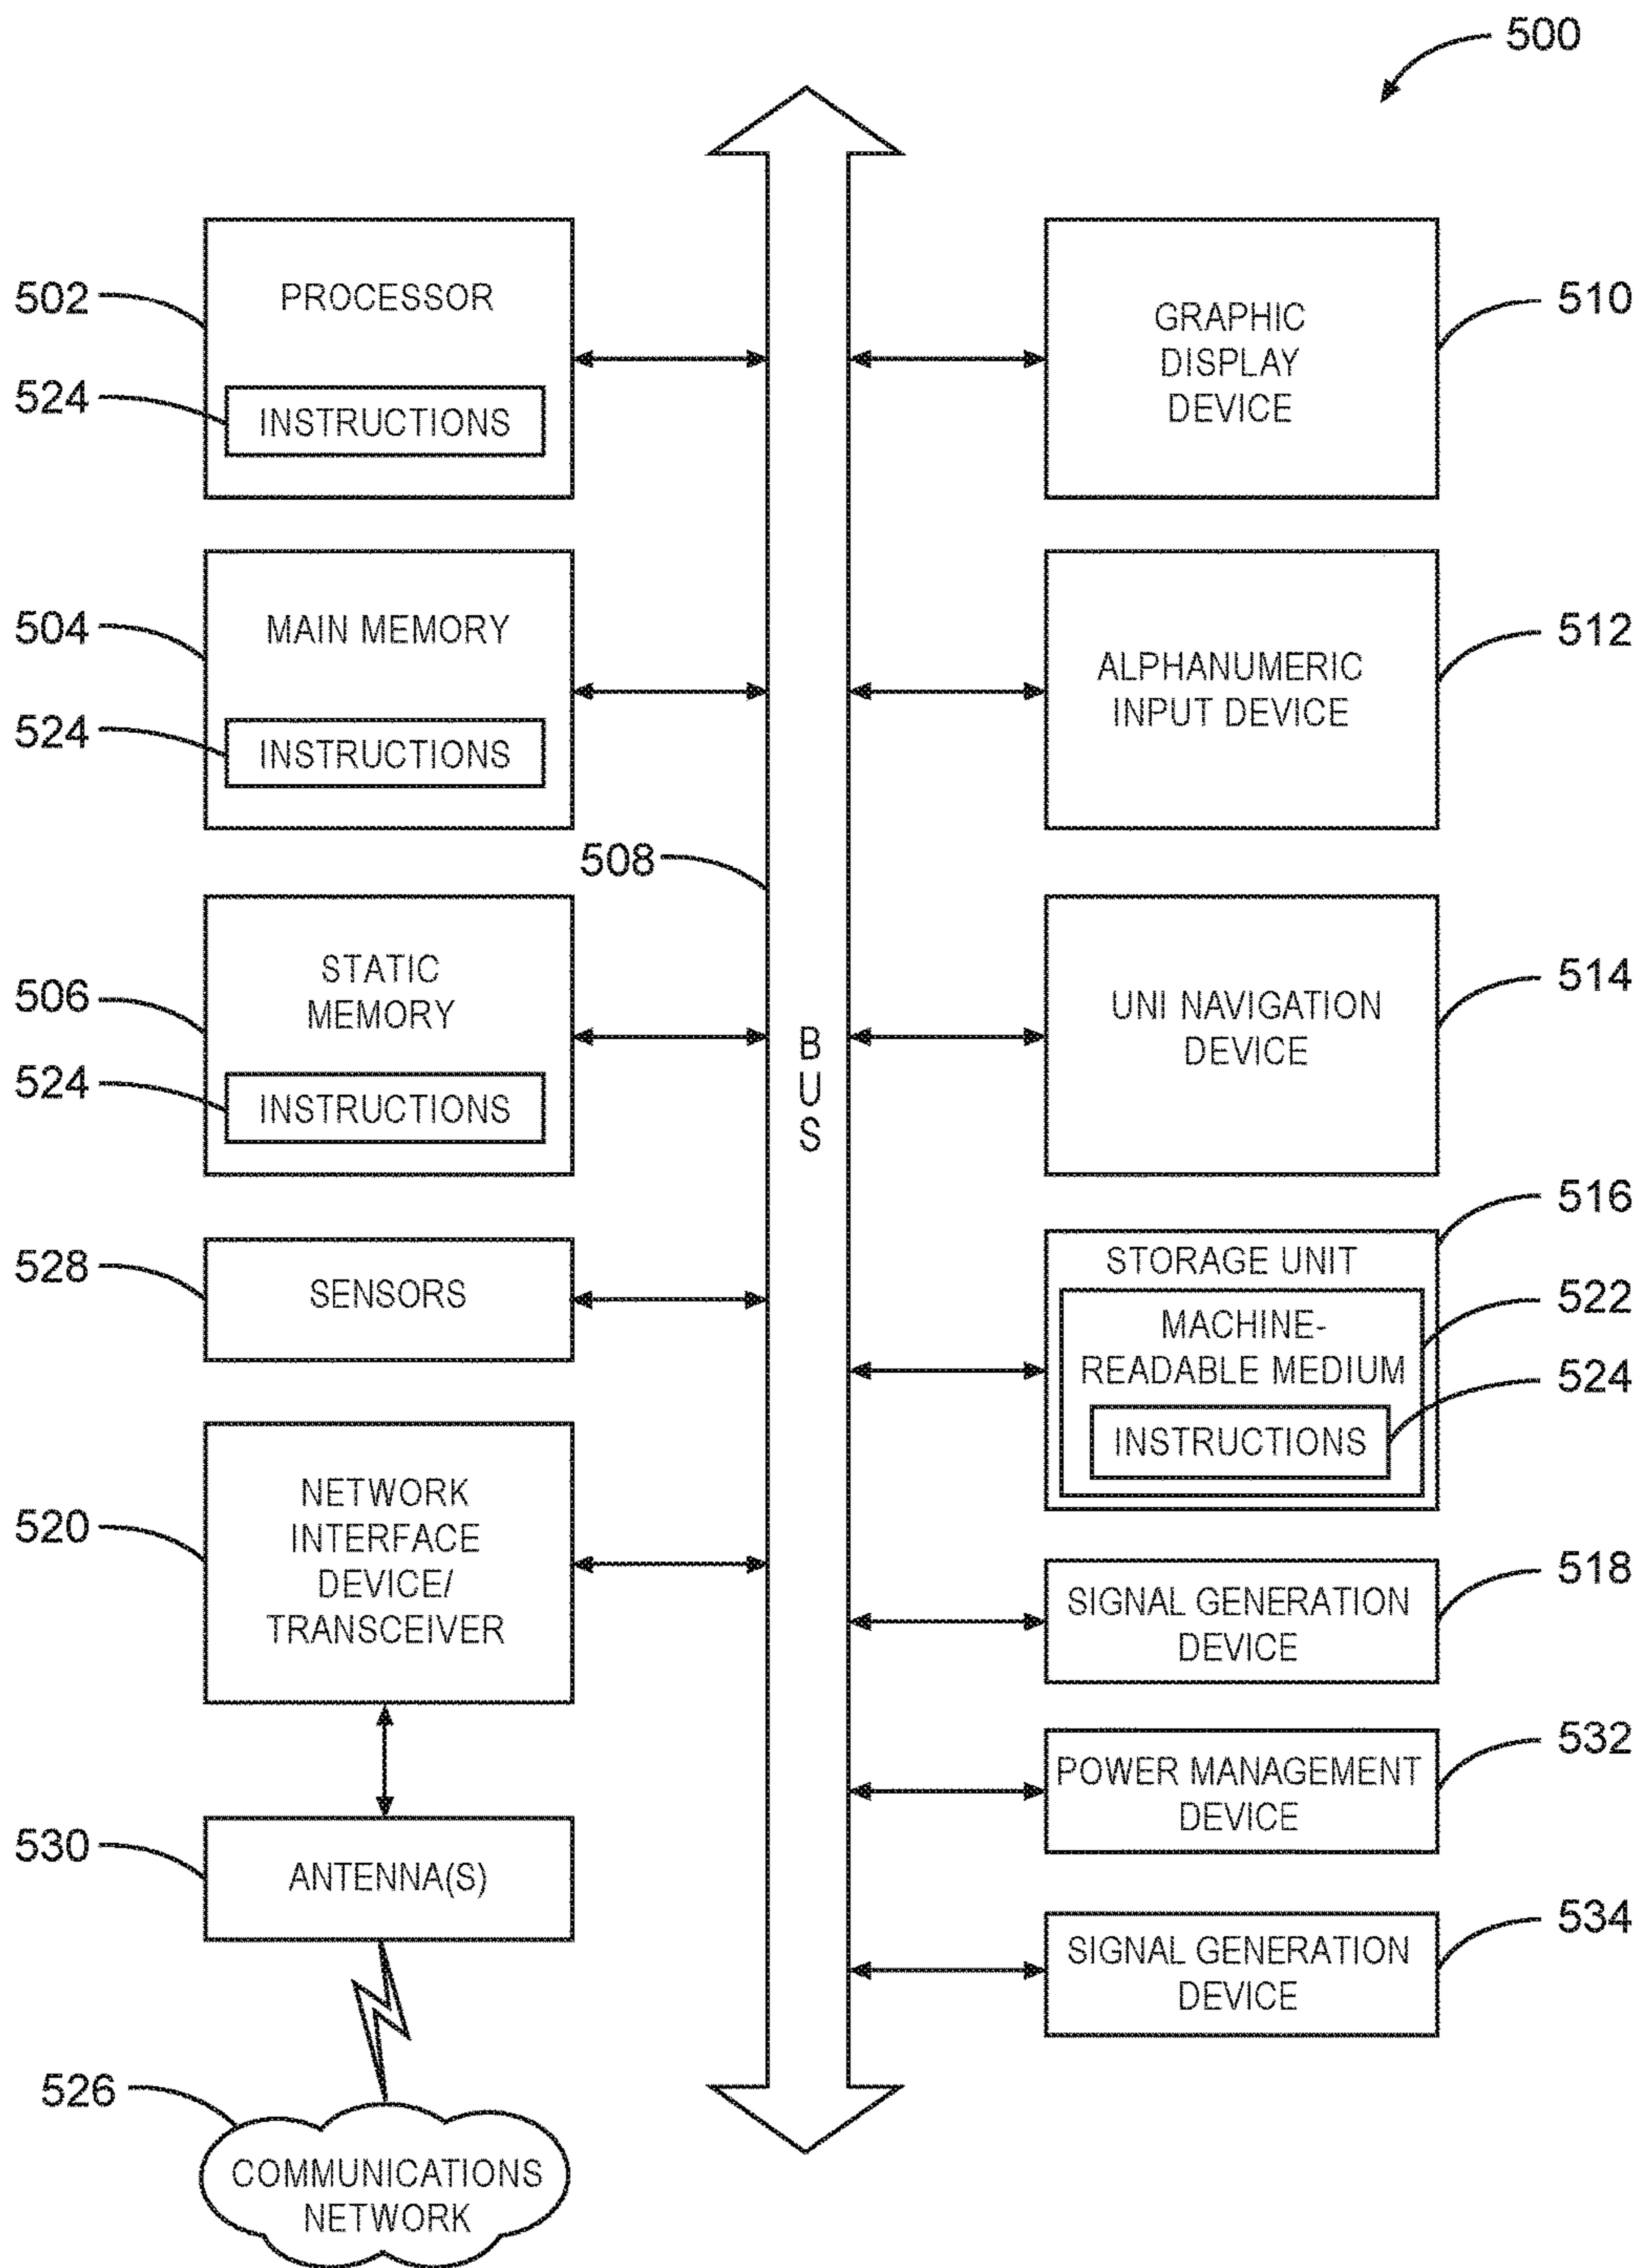 500
502
PROCESSOR
524
INSTRUCTIONS
504
MAIN MEMORY
524
INSTRUCTIONS
508
506
STATIC
MEMORY
524
INSTRUCTIONS
528
SENSORS
520
NETWORK
INTERFACE
DEVICE/
TRANSCEIVER
530
ANTENNA(S)
526
COMMUNICATIONS
NETWORK
B
U
S
510
GRAPHIC
DISPLAY
DEVICE
512
ALPHANUMERIC
INPUT DEVICE
514
UNI NAVIGATION
DEVICE
516
STORAGE UNIT
522
MACHINE-
READABLE MEDIUM
524
INSTRUCTIONS
518
SIGNAL GENERATION
DEVICE
532
POWER MANAGEMENT
DEVICE
534
SIGNAL GENERATION
DEVICE